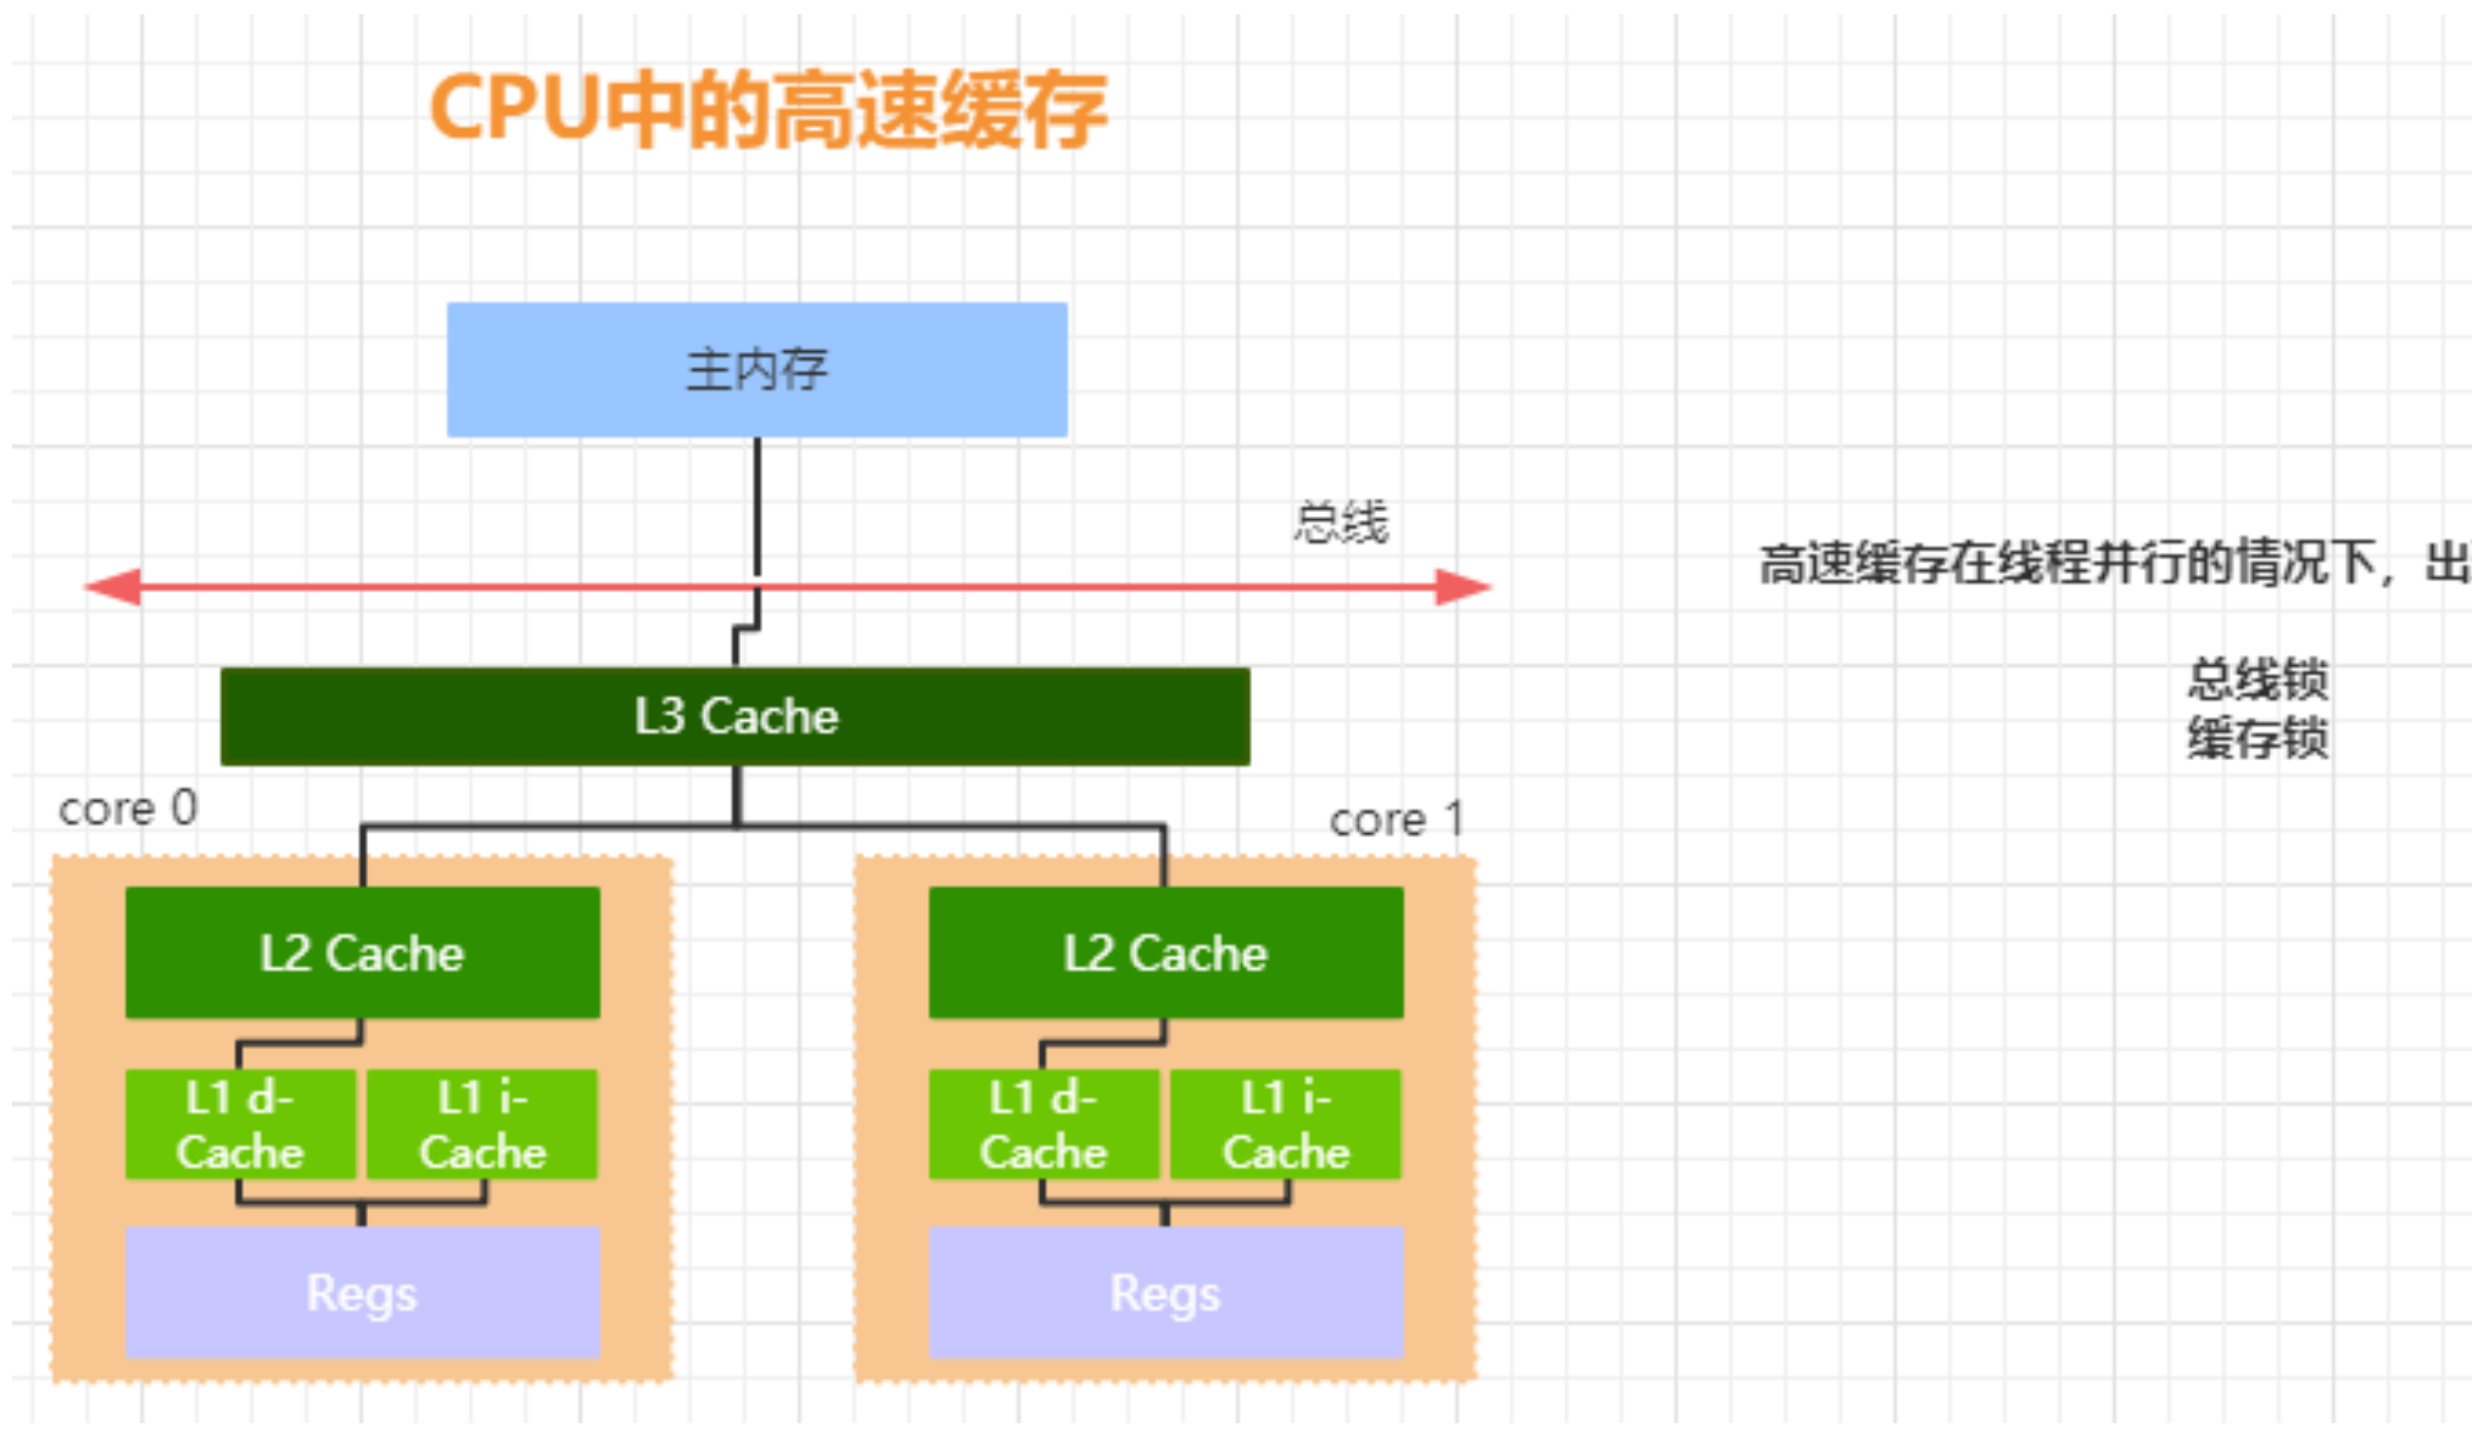 CPU中的高速缓存
主内存
总线
高速缓存在线程并行的情况下，出
总线锁
缓存锁
L3 Cache
core 0
core 1
L2 Cache
L2 Cache
L1 d-
Cache
L1 i-
Cache
L1 d-
Cache
L1 i-
Cache
Regs
Regs